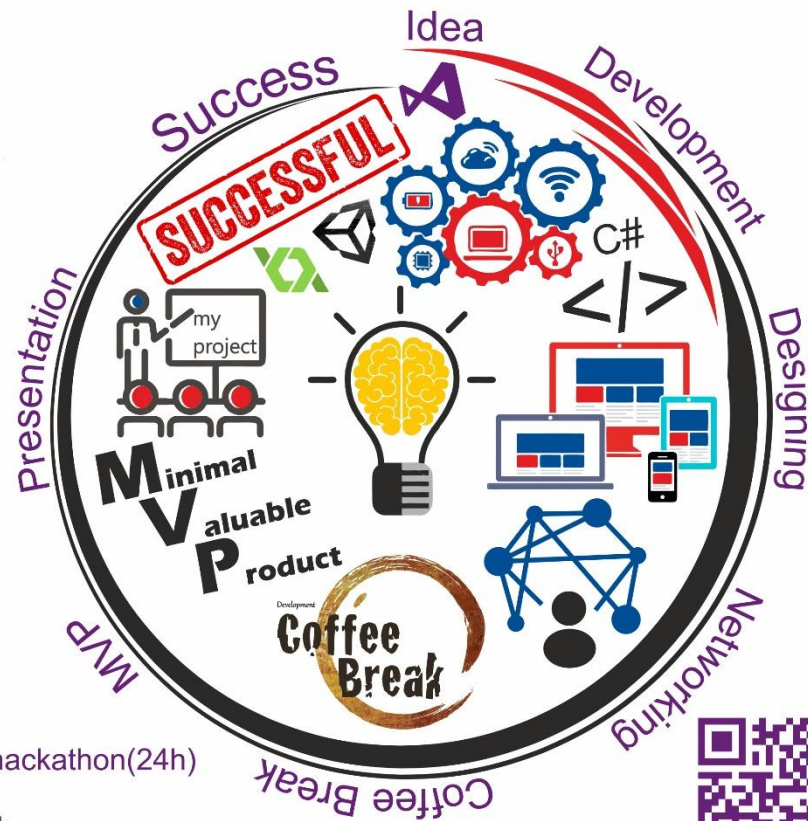 Idea
Development
Designing
Networking
Coffee Break
MVP
Presentation
Success
SUCCESSFUL
C#
</>
my
project
Minimal
Valuable
Product
Development
Coffee
Break
hackathon(24h)